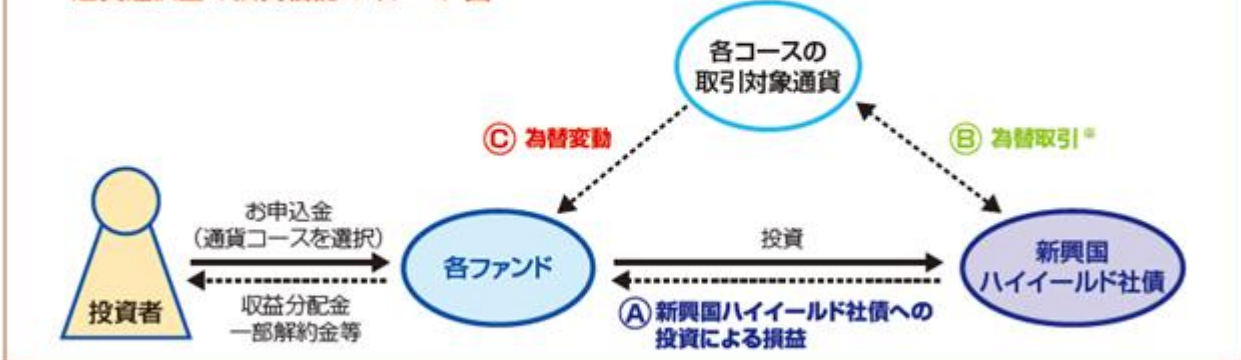 各コースの
取引対象通貨
Ⓒ 為替変動
Ⓑ 為替取引※
お申込金
(通貨コースを選択)
投資
各ファンド
新興国
ハイイールド社債
投資者
収益分配金
一部解約金等
Ⓐ 新興国ハイイールド社債への
投資による損益